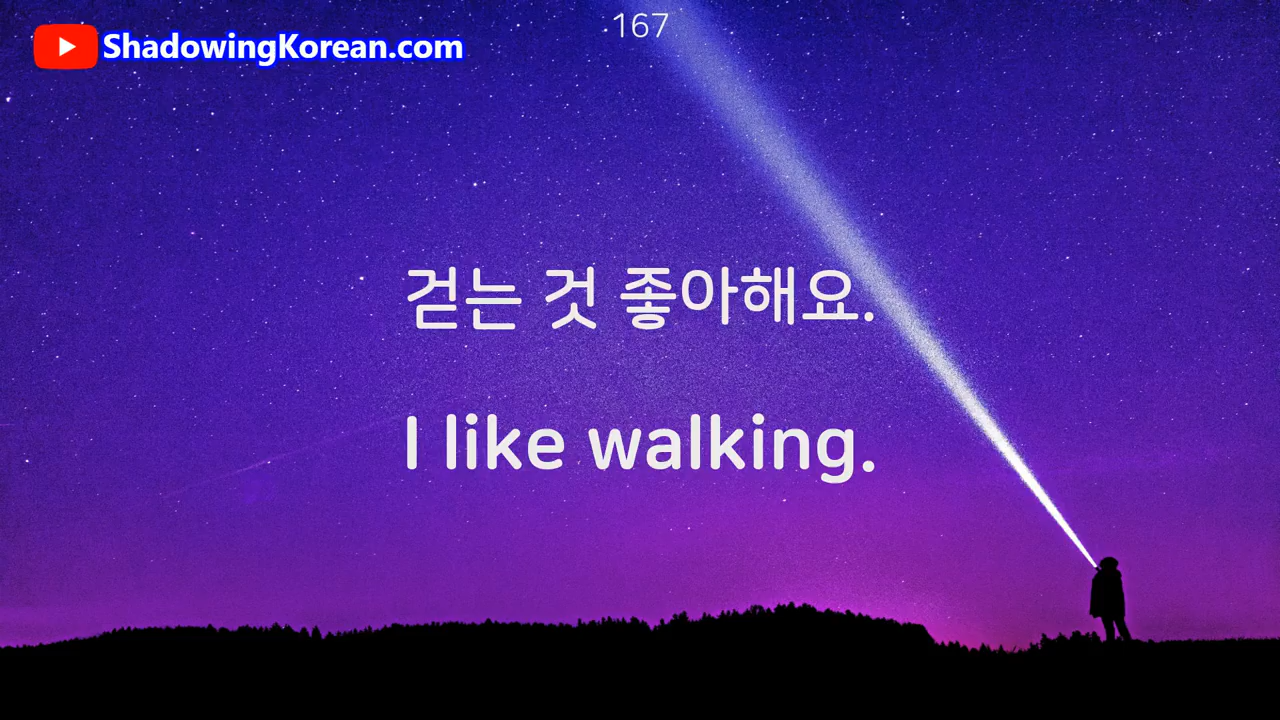 167
ShadowingKorean.com
걷는 것 좋아해요.
I like walking.